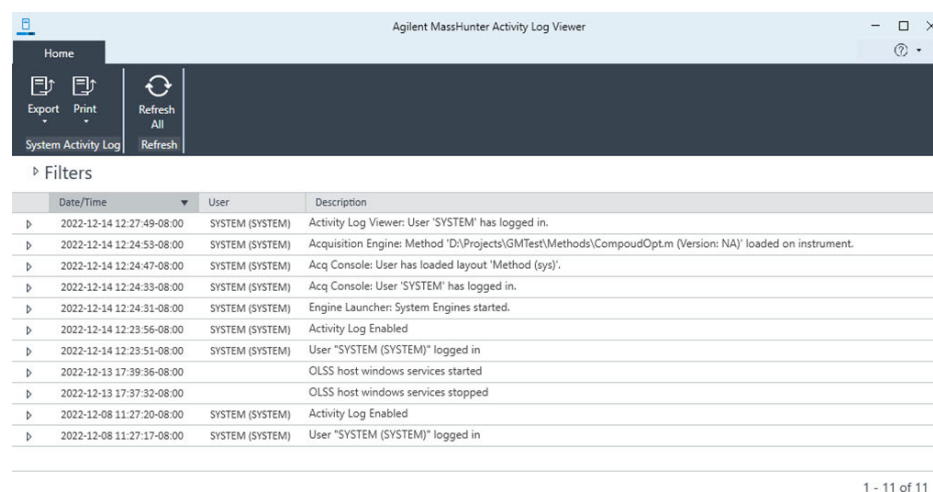 Agilent MassHunter Activity Log Viewer
Home
Export Print Refresh All
System Activity Log Refresh
Filters
Date/Time User Description
2022-12-14 12:27:49-08:00 SYSTEM (SYSTEM) Activity Log Viewer: User 'SYSTEM' has logged in.
2022-12-14 12:24:53-08:00 SYSTEM (SYSTEM) Acquisition Engine: Method 'D:\Projects\GMTest\Methods\CompoudOpt.m (Version: NA)' loaded on instrument.
2022-12-14 12:24:47-08:00 SYSTEM (SYSTEM) Acq Console: User has loaded layout 'Method (sys)'.
2022-12-14 12:24:33-08:00 SYSTEM (SYSTEM) Acq Console: User 'SYSTEM' has logged in.
2022-12-14 12:24:31-08:00 SYSTEM (SYSTEM) Engine Launcher: System Engines started.
2022-12-14 12:23:56-08:00 SYSTEM (SYSTEM) Activity Log Enabled
2022-12-14 12:23:51-08:00 SYSTEM (SYSTEM) User "SYSTEM (SYSTEM)" logged in
2022-12-13 17:39:36-08:00 OLSS host windows services started
2022-12-13 17:37:32-08:00 OLSS host windows services stopped
2022-12-08 11:27:20-08:00 SYSTEM (SYSTEM) Activity Log Enabled
2022-12-08 11:27:17-08:00 SYSTEM (SYSTEM) User "SYSTEM (SYSTEM)" logged in
1 - 11 of 11